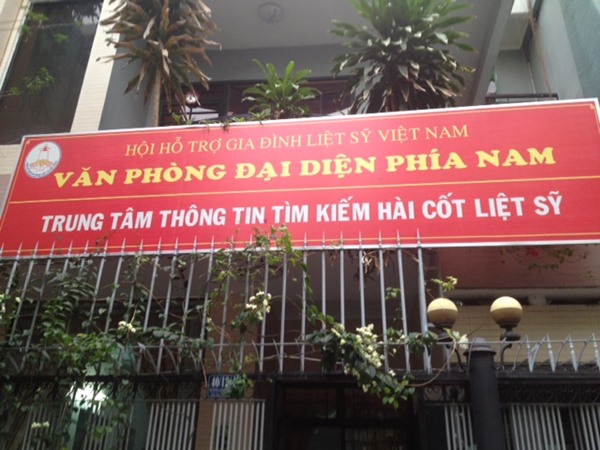 HỘI HỖ TRỢ GIA ĐÌNH LIỆT SỸ VIỆT NAM
VĂN PHÒNG ĐẠI DIỆN PHÍA NAM
TRUNG TÂM THÔNG TIN TÌM KIẾM HÀI CỐT LIỆT SỸ